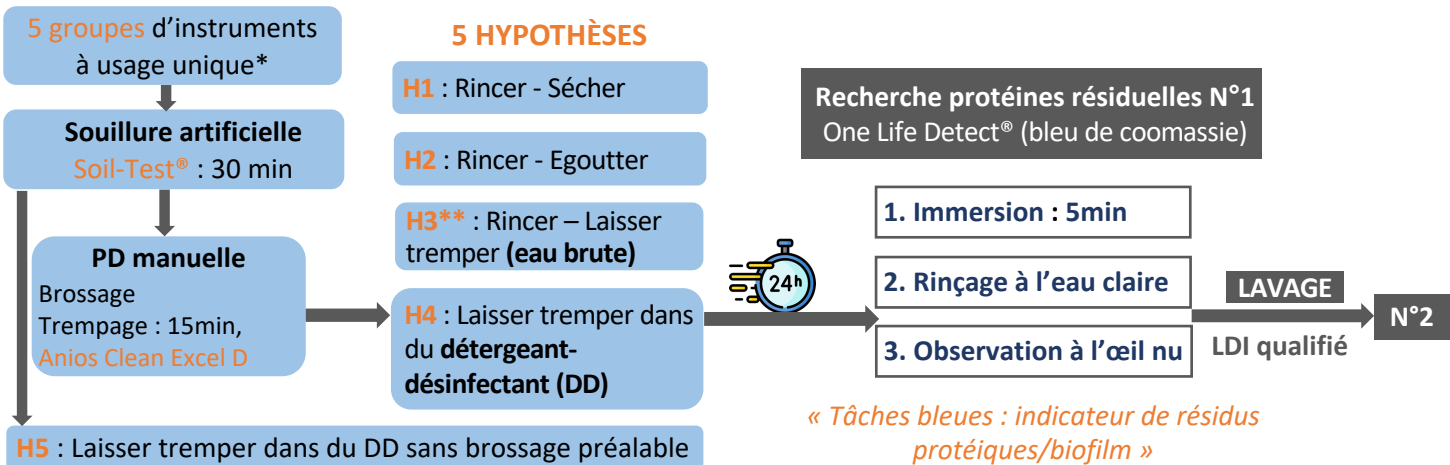 5 groupes d’instruments
à usage unique*
Souillure artificielle
Soil-Test® : 30 min
PD manuelle
Brossage
Trempage : 15min,
Anios Clean Excel D
5 HYPOTHÈSES
H1 : Rincer - Sécher
H2 : Rincer - Egoutter
H3** : Rincer – Laisser
tremper (eau brute)
H4 : Laisser tremper dans
du détergeant-
désinfectant (DD)
H5 : Laisser tremper dans du DD sans brossage préalable
24h
Recherche protéines résiduelles N°1
One Life Detect® (bleu de coomassie)
1. Immersion : 5min
2. Rinçage à l’eau claire
3. Observation à l’œil nu
« Tâches bleues : indicateur de résidus
protéiques/biofilm »
LAVAGE
LDI qualifié
N°2